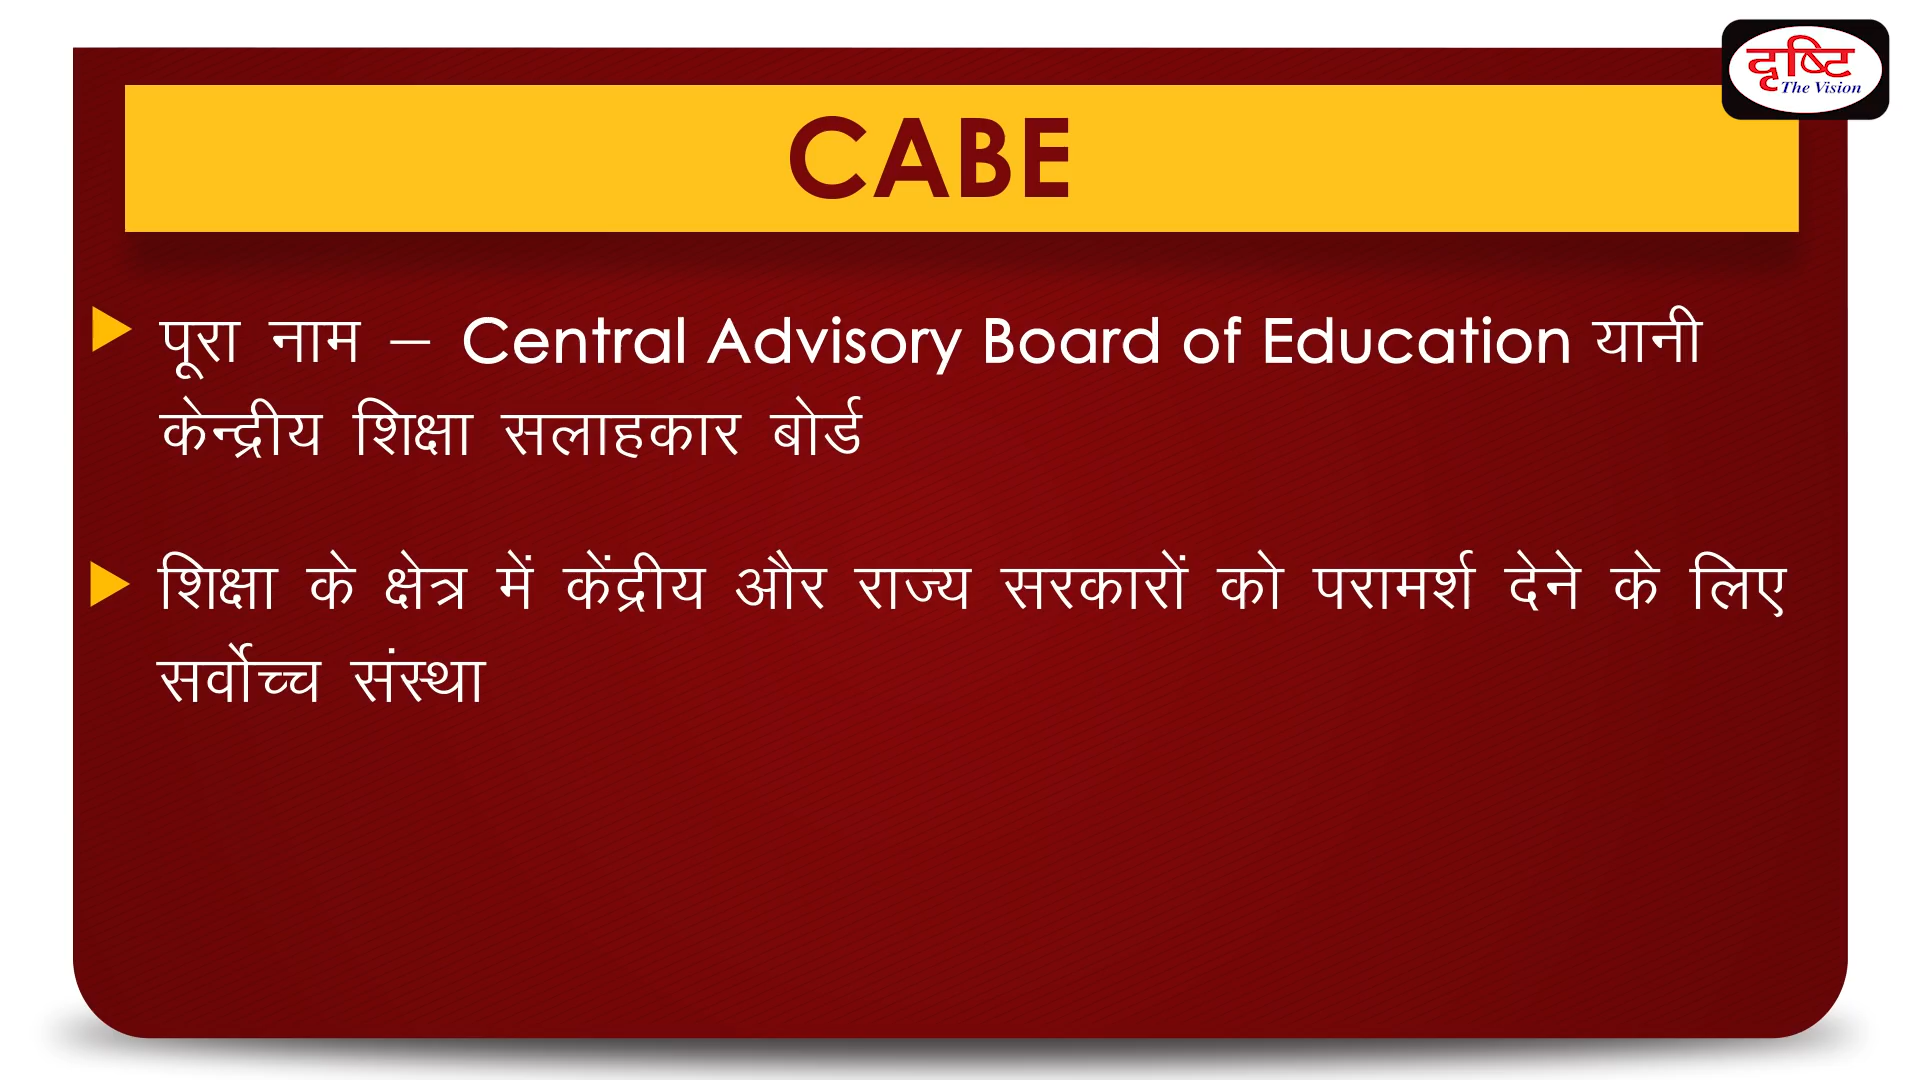 दृष्टि
The Vision
CABE
पूरा नाम – Central Advisory Board of Education यानी
केन्द्रीय शिक्षा सलाहकार बोर्ड
शिक्षा के क्षेत्र में केंद्रीय और राज्य सरकारों को परामर्श देने के लिए
सर्वोच्च संस्था